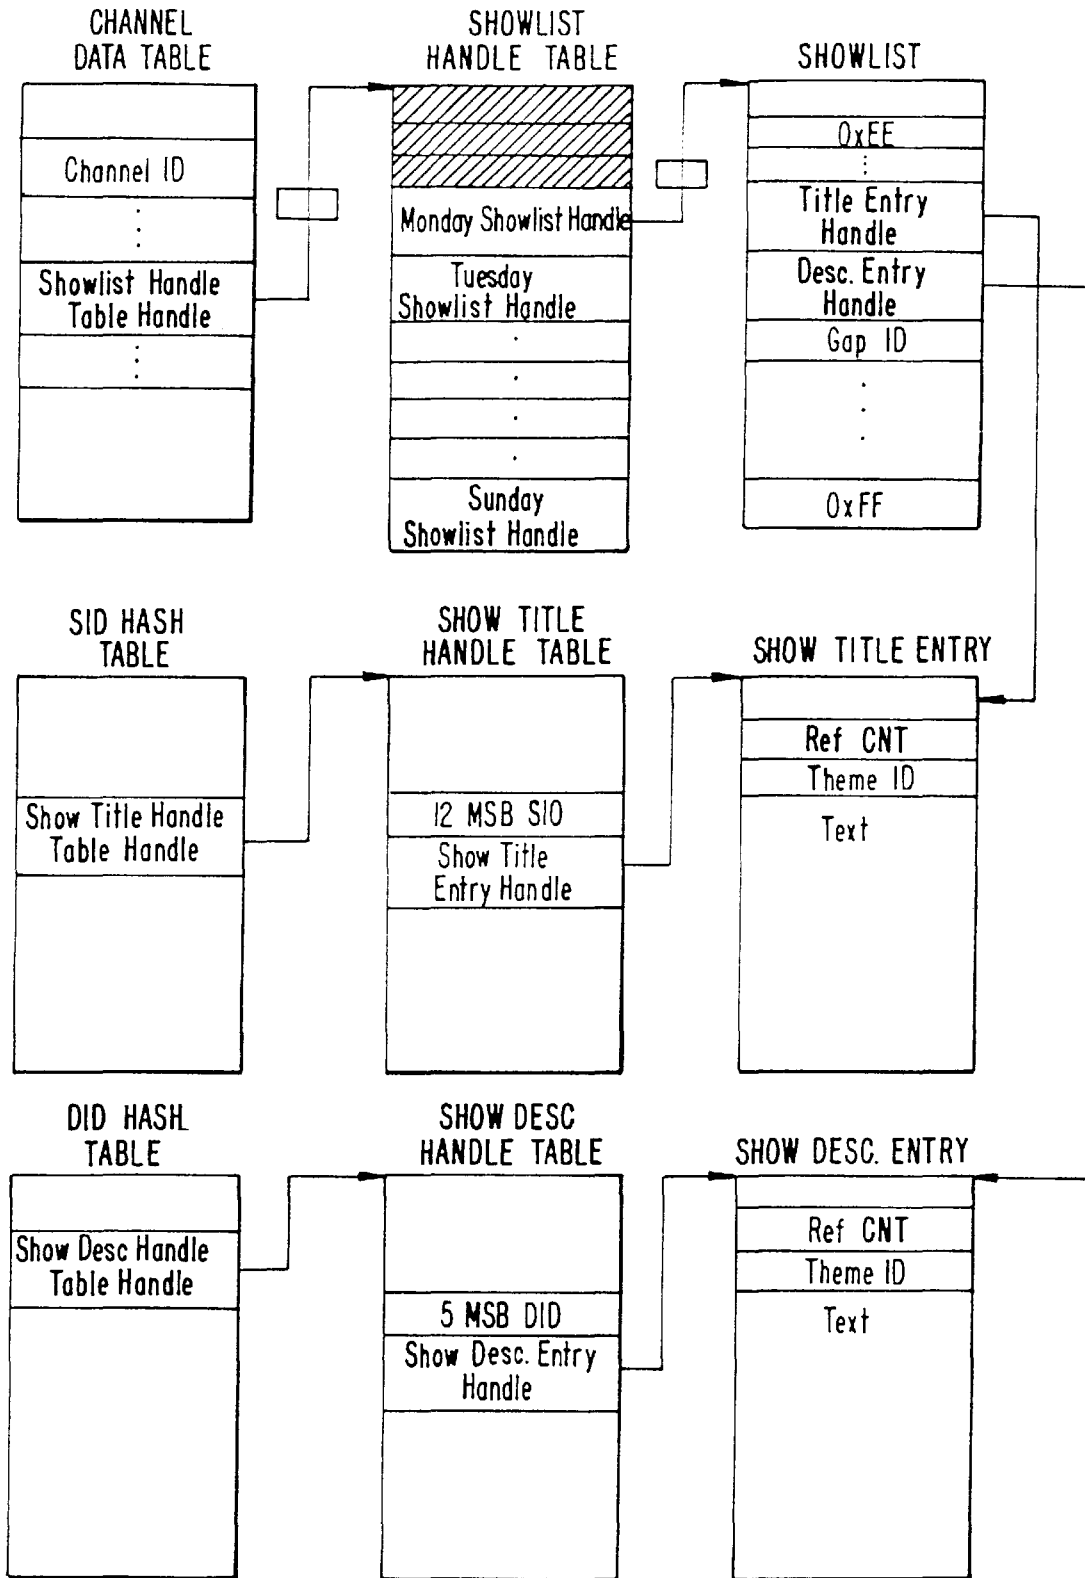 CHANNEL
DATA TABLE
Channel ID
Showlist Handle
Table Handle
SHOWLIST
HANDLE TABLE
Monday Showlist Handle
Tuesday
Showlist Handle
Sunday
Showlist Handle
SHOWLIST
0xEE
Title Entry
Handle
Desc. Entry
Handle
Gap ID
0xFF
SID HASH
TABLE
Show Title Handle
Table Handle
SHOW TITLE
HANDLE TABLE
12 MSB SIO
Show Title
Entry Handle
SHOW TITLE ENTRY
Ref CNT
Theme ID
Text
DID HASH
TABLE
Show Desc Handle
Table Handle
SHOW DESC
HANDLE TABLE
5 MSB DID
Show Desc. Entry
Handle
SHOW DESC. ENTRY
Ref CNT
Theme ID
Text